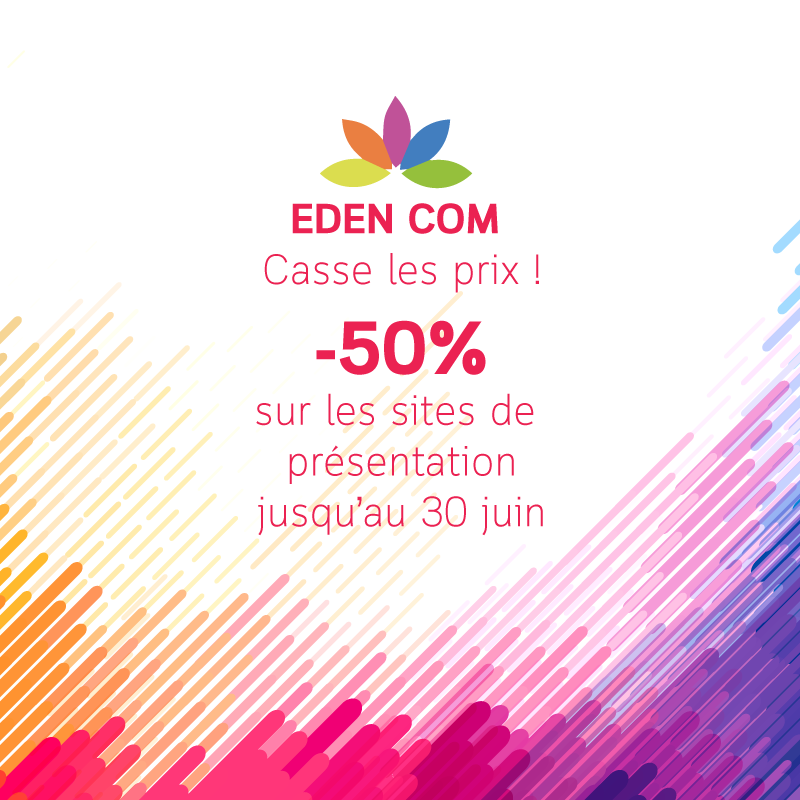 EDEN COM
Casse les prix !
-50%
sur les sites de
présentation
jusqu’au 30 juin